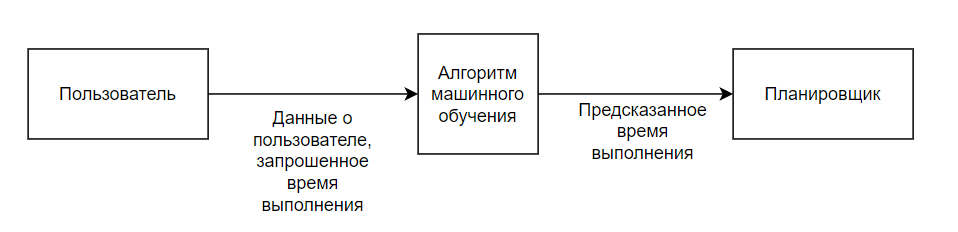 Пользователь
Данные о
пользователе,
запрошенное
время
выполнения
Алгоритм
машинного
обучения
Предсказанное
время
выполнения
Планировщик